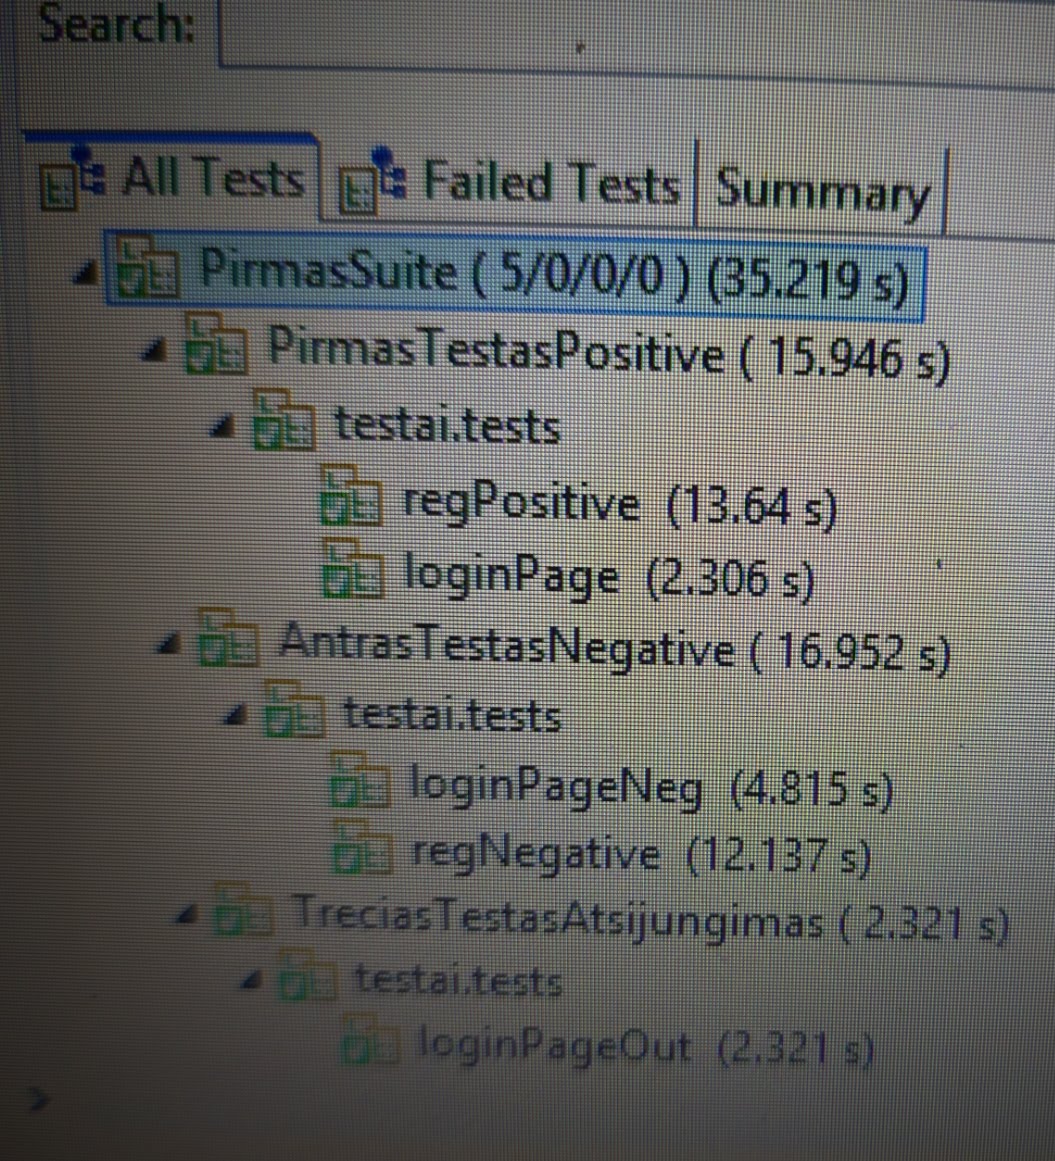 Search:
All Tests Failed Tests Summary
PirmasSuite ( 5/0/0/0 ) (35.219 s)
PirmasTestasPositive ( 15.946 s)
testai.tests
regPositive (13.64 s)
loginPage (2.306 s)
AntrasTestasNegative ( 16.952 s)
testai.tests
loginPageNeg (4.815 s)
regNegative (12.137 s)
TreciasTestasAtsijungimas ( 2.321 s)
testai.tests
loginPageOut (2.321 s)